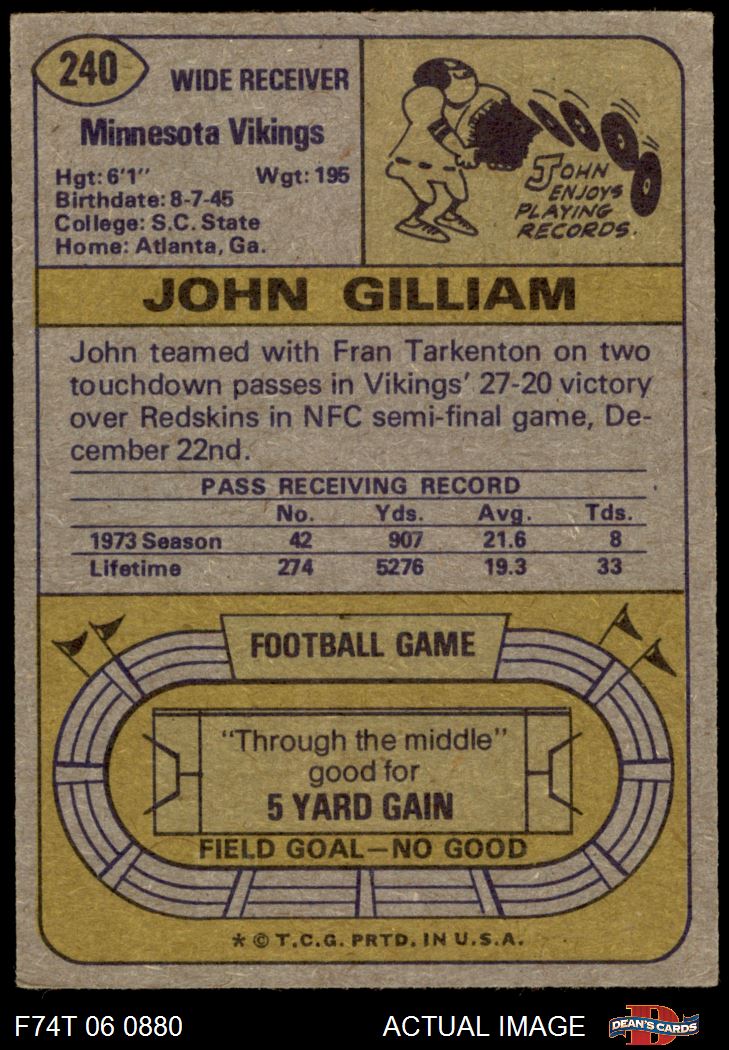 240
WIDE RECEIVER
Minnesota Vikings
Hgt: 6'1" Wgt: 195
Birthdate: 8-7-45
College: S.C. State
Home: Atlanta, Ga.
JOHN
ENJOYS
PLAYING
RECORDS.
JOHN GILLIAM
John teamed with Fran Tarkenton on two
touchdown passes in Vikings' 27-20 victory
over Redskins in NFC semi-final game, De-
cember 22nd.
PASS RECEIVING RECORD
No. Yds. Avg. Tds.
1973 Season 42 907 21.6 8
Lifetime 274 5276 19.3 33
FOOTBALL GAME
"Through the middle"
good for
5 YARD GAIN
FIELD GOAL—NO GOOD
* © T.C.G. PRTD. IN U.S.A.
F74T 06 0880 ACTUAL IMAGE DEAN'S CARDS